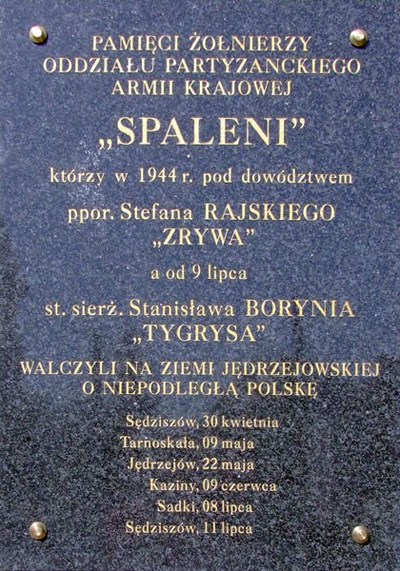 PAMIĘCI ŻOŁNIERZY
ODDZIAŁU PARTYZANCKIEGO
ARMII KRAJOWEJ
„SPALENI”
którzy w 1944 r. pod dowództwem
ppor. Stefana RAJSKIEGO
„ZRYWA”
a od 9 lipca
st. sierż. Stanisława BORYNIA
„TYGRYSA”
WALCZYLI NA ZIEMI JĘDRZEJOWSKIEJ
O NIEPODLEGŁĄ POLSKĘ
Sędziszów, 30 kwietnia
Tarnoskała, 09 maja
Jędrzejów, 22 maja
Kaziny, 09 czerwca
Sadki, 08 lipca
Sędziszów, 11 lipca